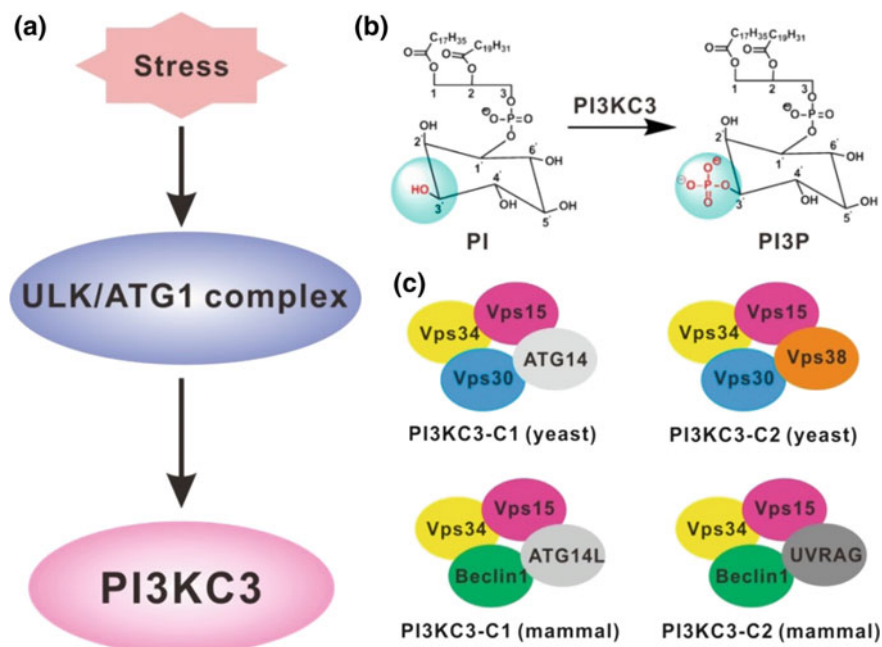 (a)
Stress
ULK/ATG1 complex
PI3KC3
(b)
C₁₇H₃₅ C₁₉H₃₁
O O
O O
1 2 3
O
⊖O-P=O
O
OH
2´ 6´ OH
1´
HO 4´
3´ OH 5´ OH
PI
PI3KC3
C₁₇H₃₅ C₁₉H₃₁
O O
O O
1 2 3
O
⊖O-P=O
O
OH
2´ 6´ OH
O⊖ 1´
⊖O-P-O 4´
O 3´ OH 5´ OH
PI3P
(c)
Vps34 Vps15
Vps30 ATG14
PI3KC3-C1 (yeast)
Vps34 Vps15
Vps30 Vps38
PI3KC3-C2 (yeast)
Vps34 Vps15
Beclin1 ATG14L
PI3KC3-C1 (mammal)
Vps34 Vps15
Beclin1 UVRAG
PI3KC3-C2 (mammal)